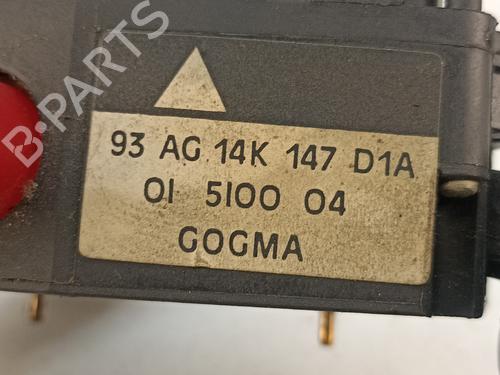 B-PARTS
93 AG 14K 147 D1A
01 5100 04
GOGMA